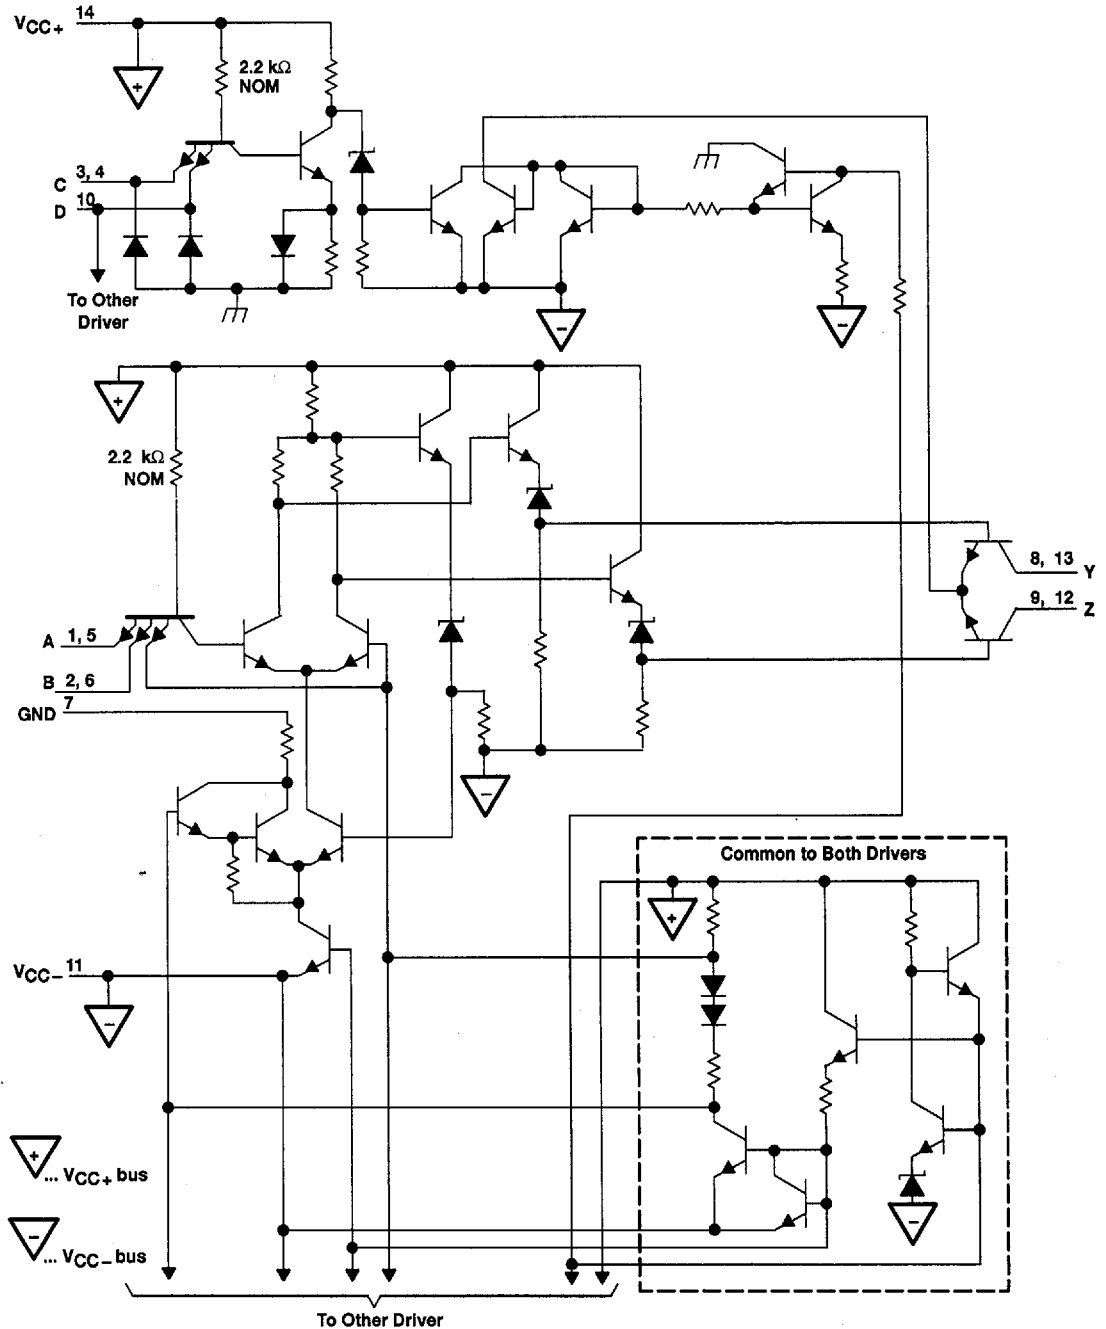 VCC+ 14
2.2 kΩ
NOM
C 3, 4
D 10
To Other
Driver
2.2 kΩ
NOM
8, 13 Y
9, 12 Z
A 1, 5
B 2, 6
GND 7
Common to Both Drivers
VCC– 11
+ ... VCC+ bus
– ... VCC– bus
To Other Driver